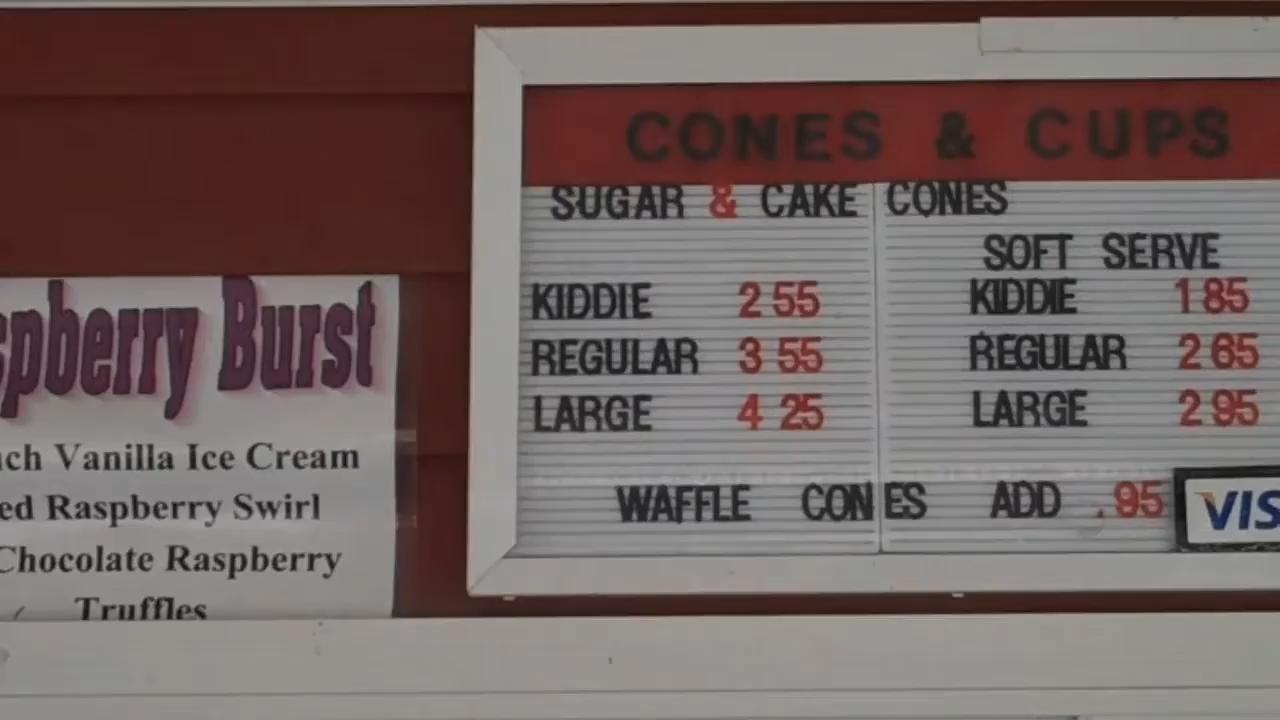 CONES & CUPS
SUGAR & CAKE CONES
SOFT SERVE
KIDDIE 2 55
REGULAR 3 55
LARGE 4 25
KIDDIE 1 85
REGULAR 2 65
LARGE 2 95
WAFFLE CONES ADD .95
VIS
spberry Burst
ch Vanilla Ice Cream
ed Raspberry Swirl
Chocolate Raspberry
Truffles